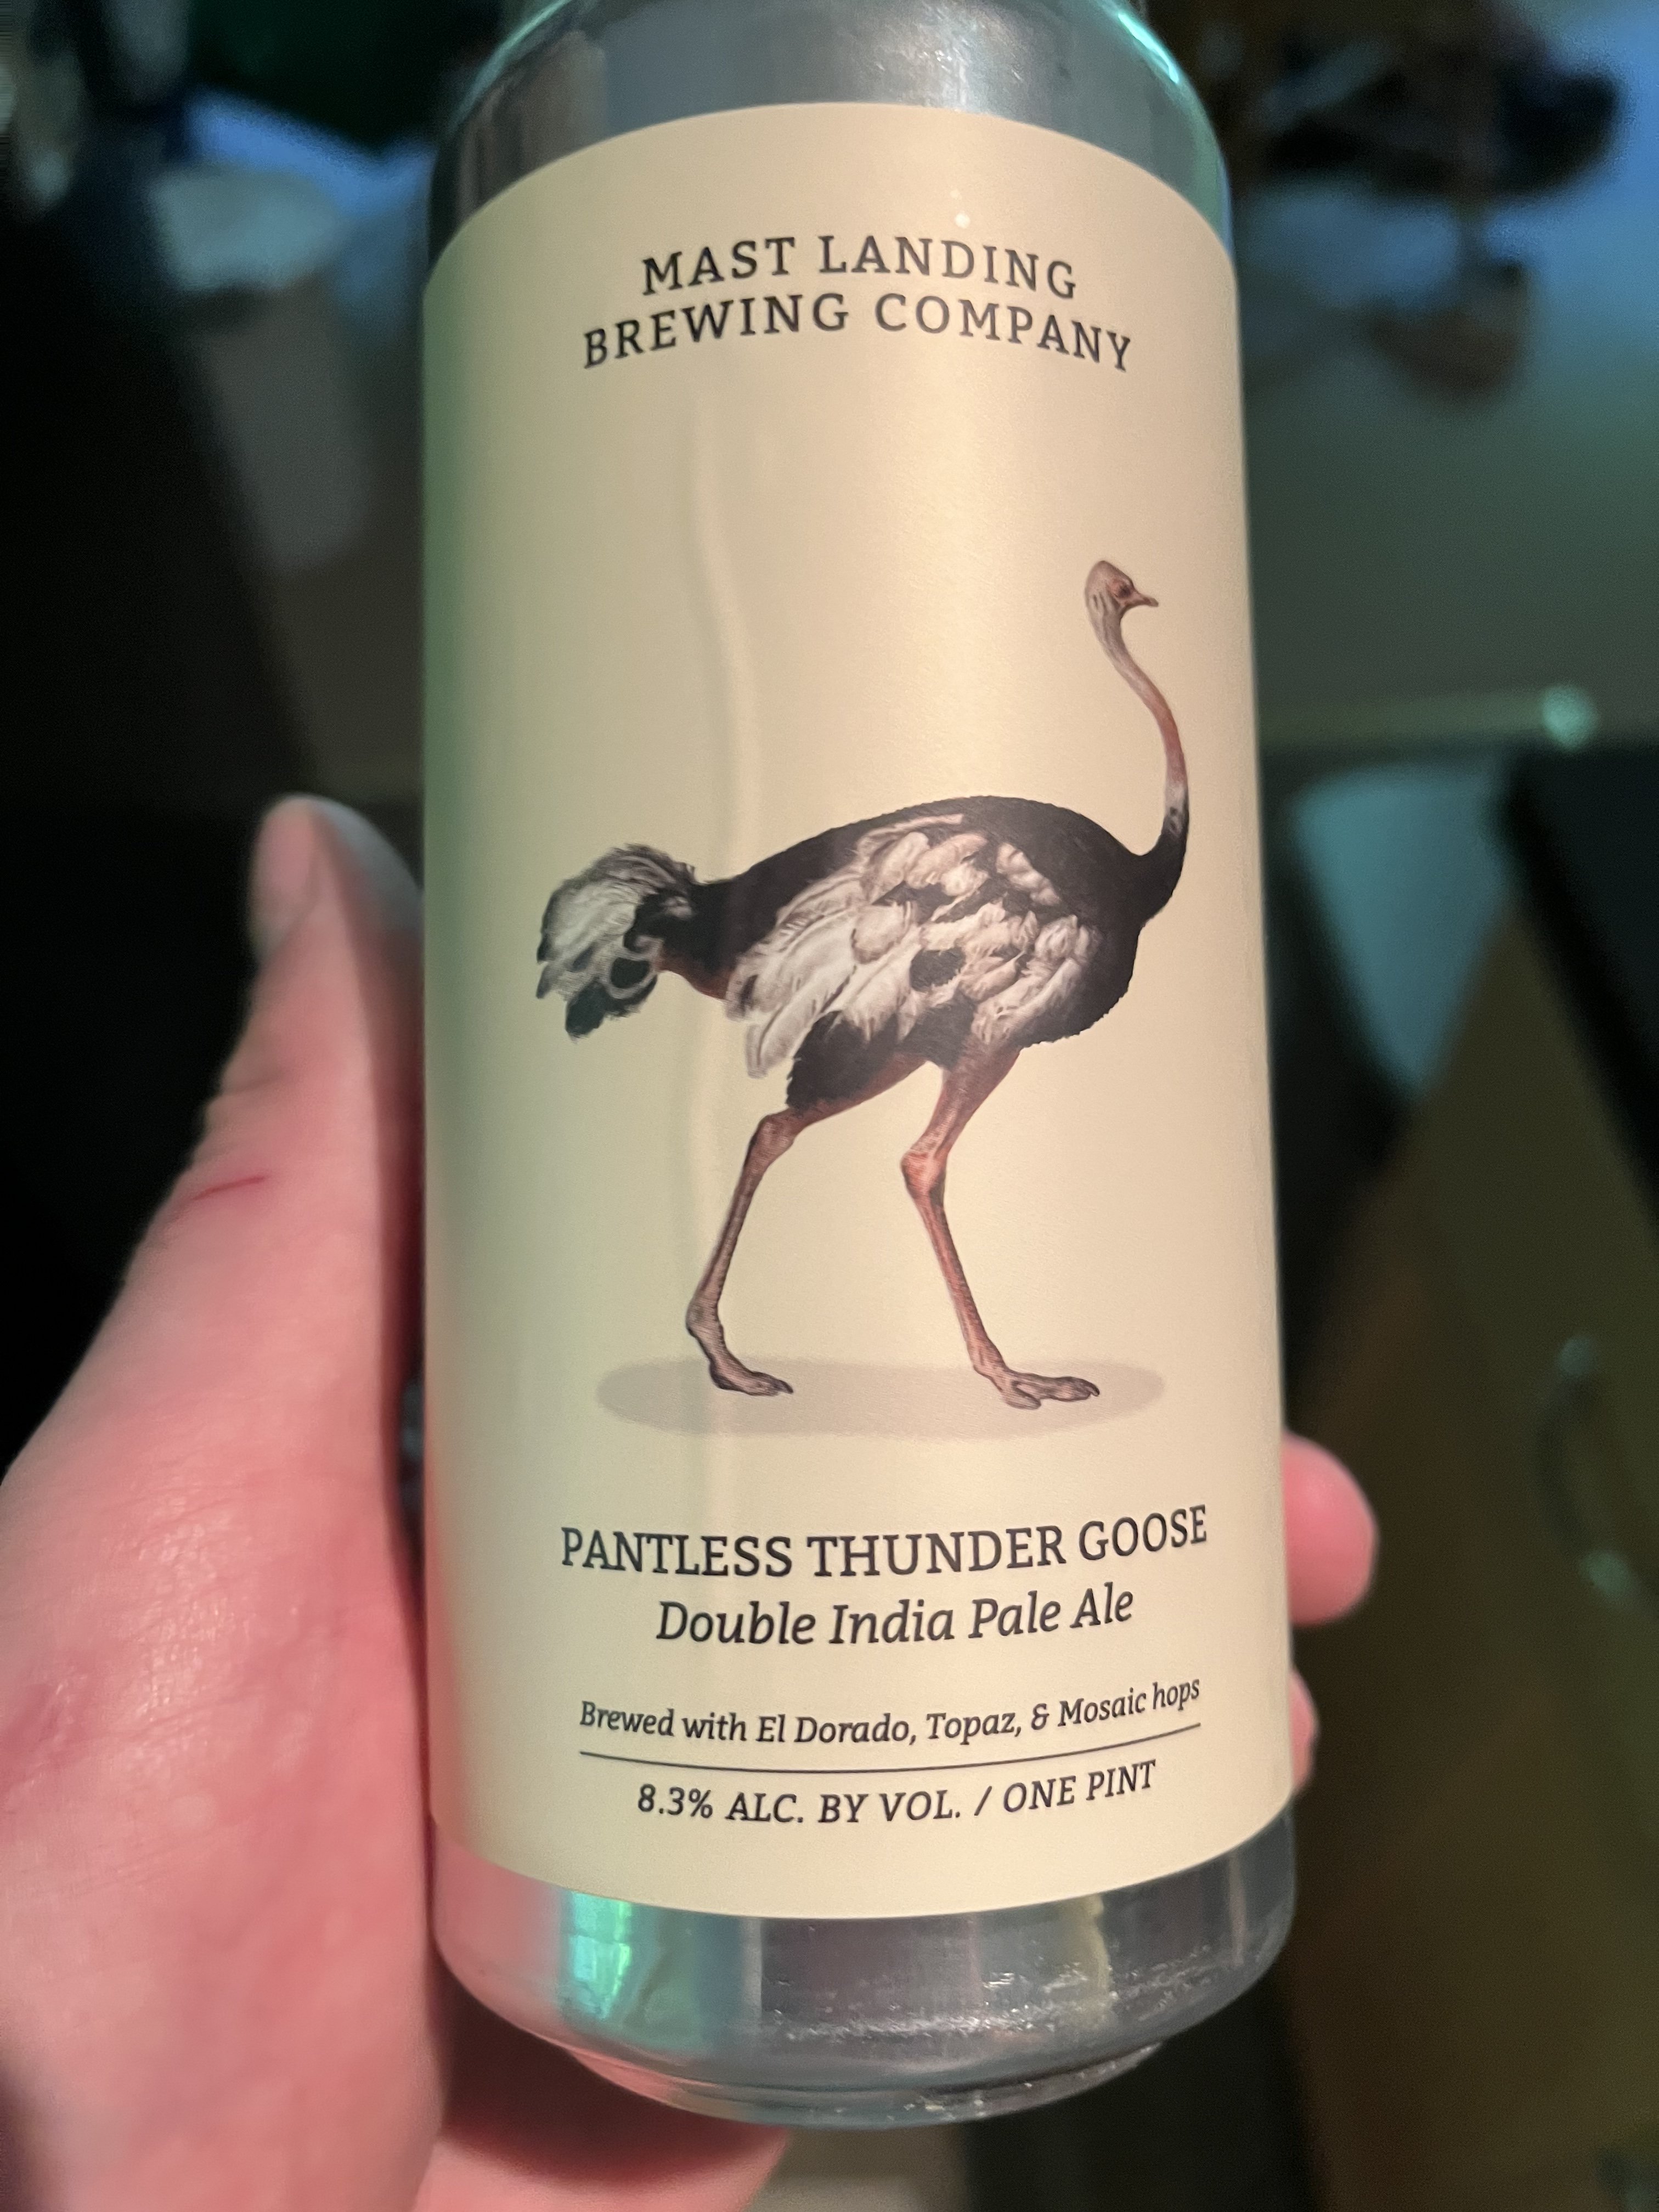 MAST LANDING
BREWING COMPANY
PANTLESS THUNDER GOOSE
Double India Pale Ale
Brewed with El Dorado, Topaz, & Mosaic hops
8.3% ALC. BY VOL. / ONE PINT